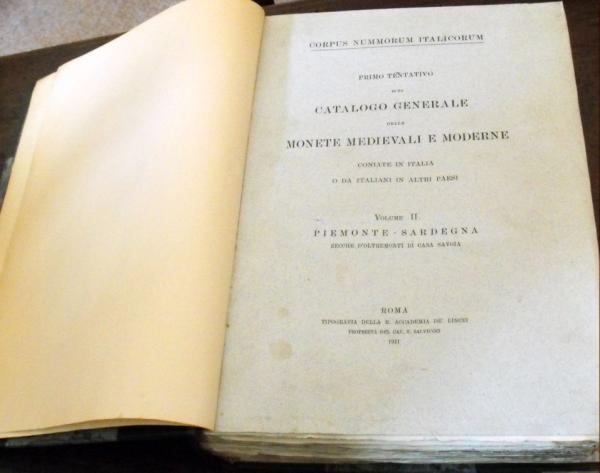 CORPUS NUMMORUM ITALICORUM
PRIMO TENTATIVO
DI UN
CATALOGO GENERALE
DELLE
MONETE MEDIEVALI E MODERNE
CONIATE IN ITALIA
O DA ITALIANI IN ALTRI PAESI
VOLUME II.
PIEMONTE - SARDEGNA
ZECCHE D'OLTREMONTI DI CASA SAVOIA
ROMA
TIPOGRAFIA DELLA R. ACCADEMIA DEI LINCEI
PROPRIETÀ DEL CAV. V. SALVIUCCI
1911